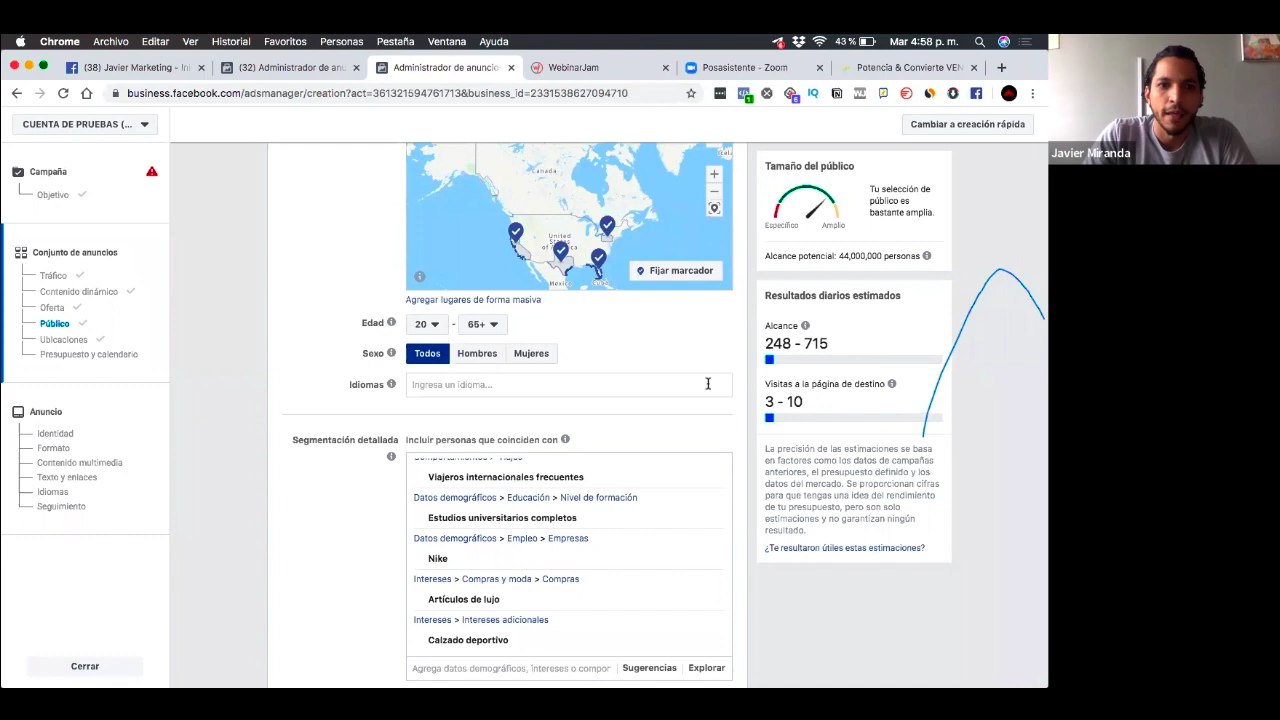 Chrome Archivo Editar Ver Historial Favoritos Personas Pestaña Ventana Ayuda 43 % Mar 4:58 p. m.
(38) Javier Marketing - In
(32) Administrador de anu
Administrador de anuncio
WebinarJam
Posasistente - Zoom
Potencia & Convierte VEN
business.facebook.com/adsmanager/creation?act=361321594761713&business_id=2331538627094710
CUENTA DE PRUEBAS (...
Cambiar a creación rápida
Javier Miranda
Campaña
Objetivo
Conjunto de anuncios
Tráfico
Contenido dinámico
Oferta
Público
Ubicaciones
Presupuesto y calendario
Anuncio
Identidad
Formato
Contenido multimedia
Texto y enlaces
Idiomas
Seguimiento
Cerrar
Canada
United
States
of America
Mexico
CUBA
Fijar marcador
Agregar lugares de forma masiva
Edad 20 - 65+
Sexo Todos Hombres Mujeres
Idiomas Ingresa un idioma...
Segmentación detallada Incluir personas que coinciden con
Viajeros internacionales frecuentes
Datos demográficos > Educación > Nivel de formación
Estudios universitarios completos
Datos demográficos > Empleo > Empresas
Nike
Intereses > Compras y moda > Compras
Artículos de lujo
Intereses > Intereses adicionales
Calzado deportivo
Agrega datos demográficos, intereses o compor Sugerencias Explorar
Tamaño del público
Específico Amplio
Tu selección de
público es
bastante amplia.
Alcance potencial: 44,000,000 personas
Resultados diarios estimados
Alcance
248 - 715
Visitas a la página de destino
3 - 10
La precisión de las estimaciones se basa
en factores como los datos de campañas
anteriores, el presupuesto definido y los
datos del mercado. Se proporcionan cifras
para que tengas una idea del rendimiento
de tu presupuesto, pero son solo
estimaciones y no garantizan ningún
resultado.
¿Te resultaron útiles estas estimaciones?